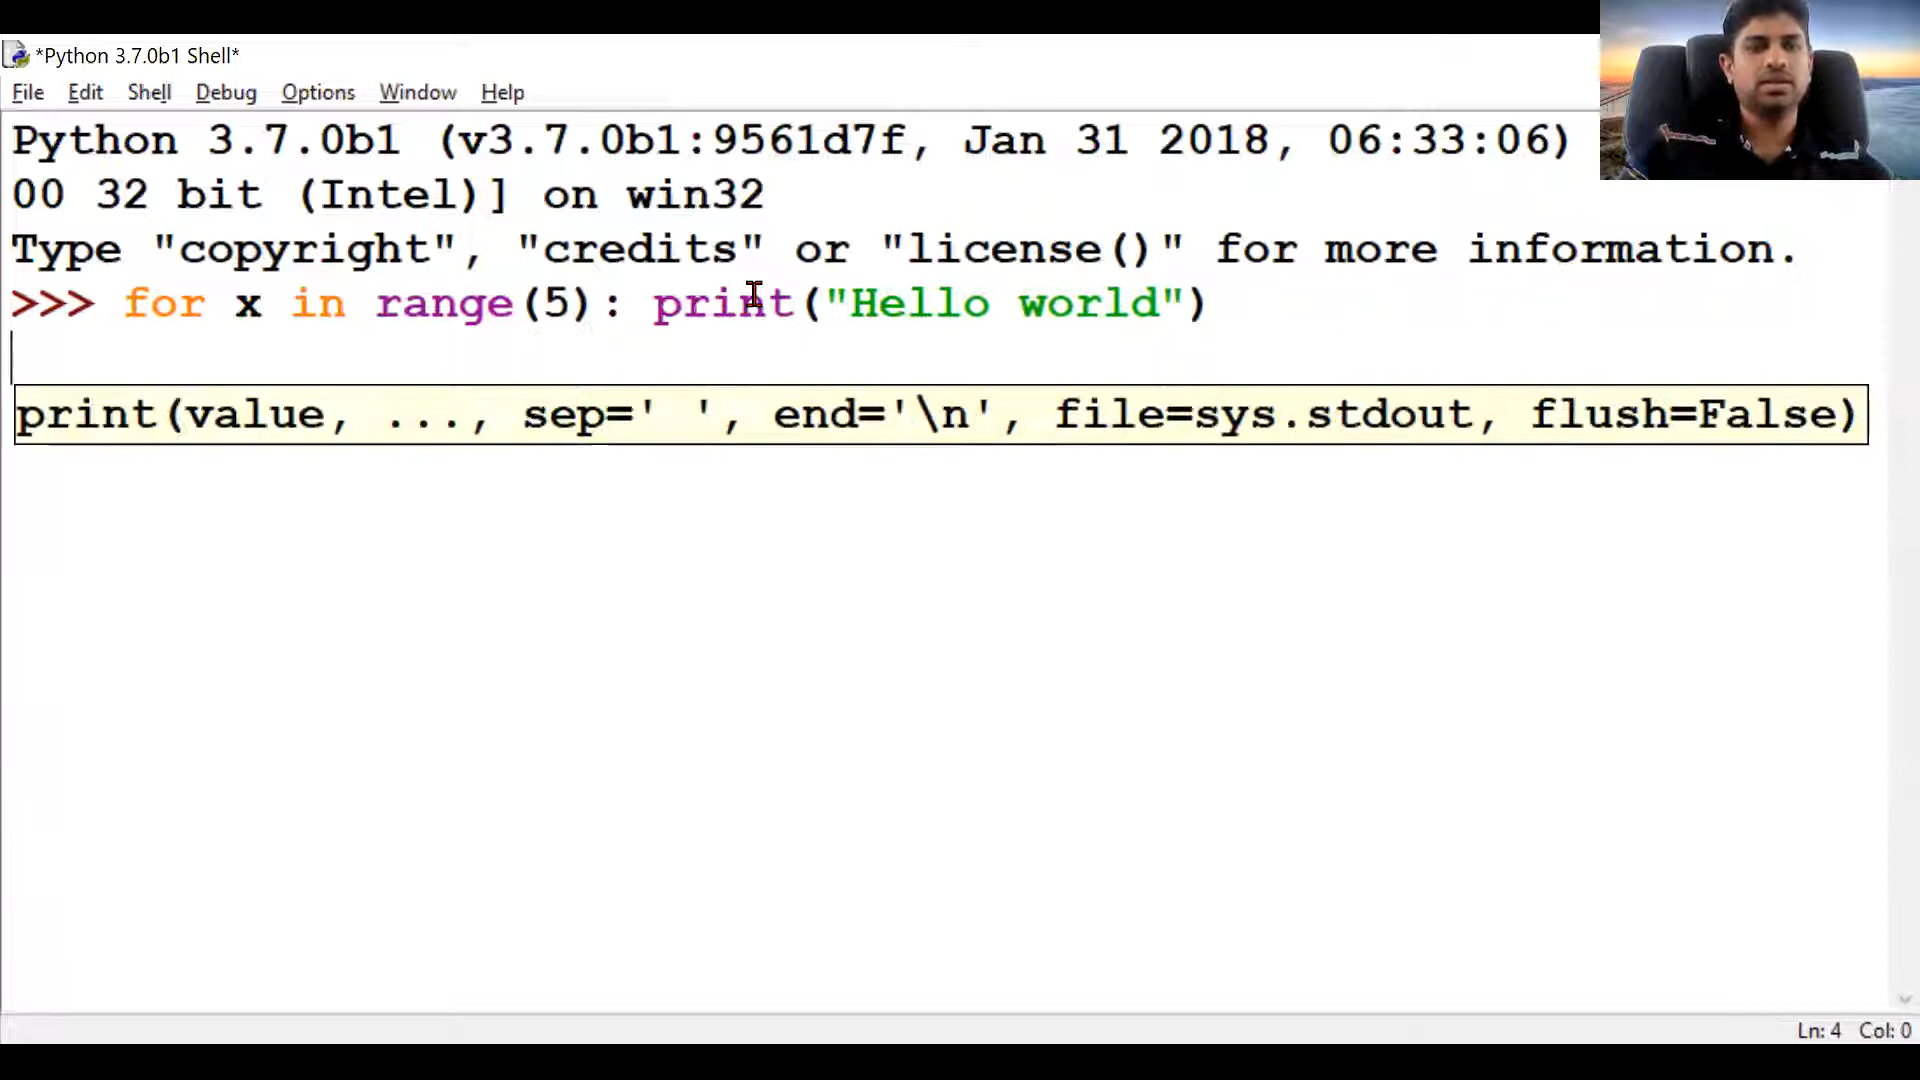 *Python 3.7.0b1 Shell*
File Edit Shell Debug Options Window Help
Python 3.7.0b1 (v3.7.0b1:9561d7f, Jan 31 2018, 06:33:06)
00 32 bit (Intel)] on win32
Type "copyright", "credits" or "license()" for more information.
>>> for x in range(5): print("Hello world")
print(value, ..., sep=' ', end='\n', file=sys.stdout, flush=False)
Ln: 4 Col: 0